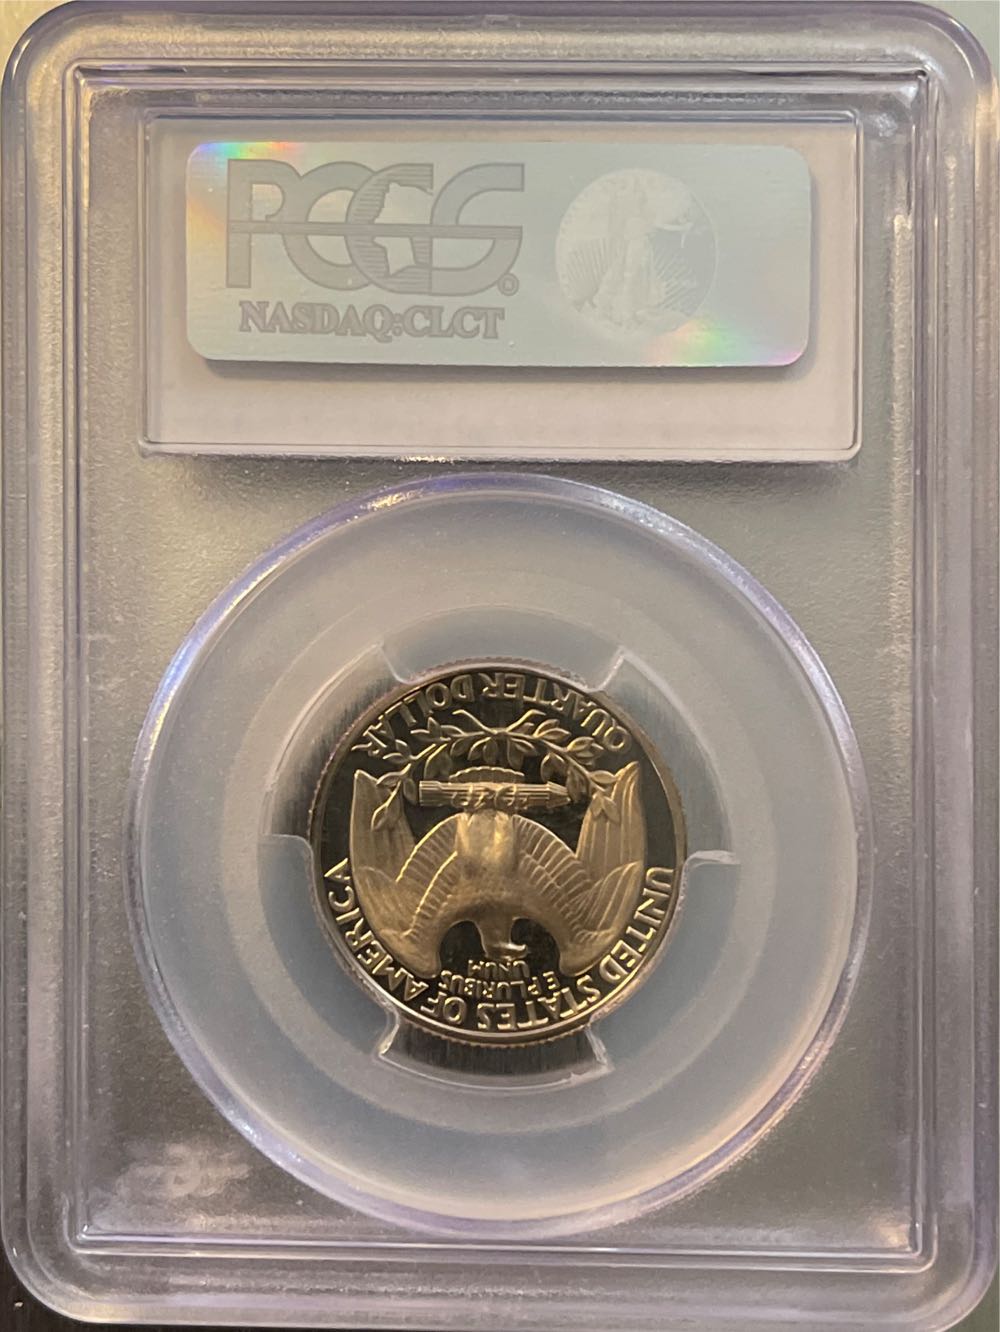 PCGS®
NASDAQ:CLCT
QUARTER DOLLAR
E PLURIBUS
UNUM
UNITED STATES OF AMERICA